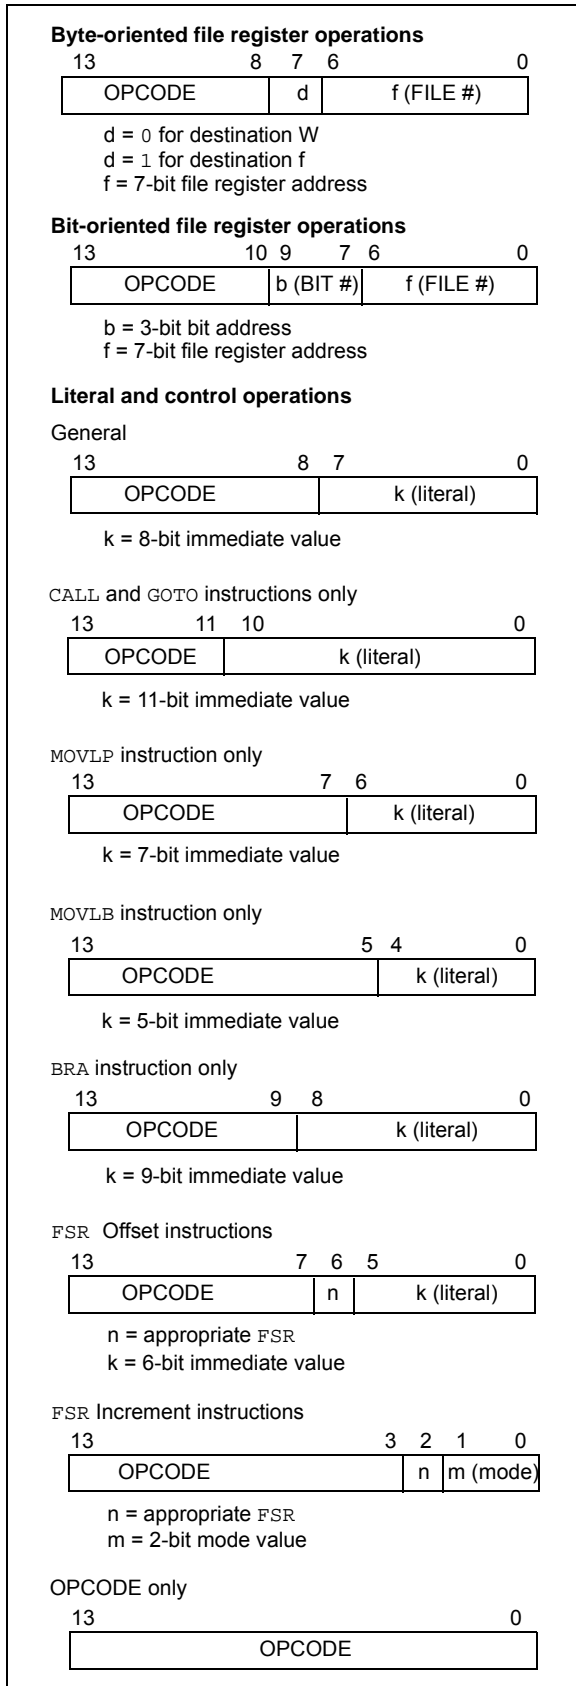 Byte-oriented file register operations
13 8 7 6 0
OPCODE d f (FILE #)
d = 0 for destination W
d = 1 for destination f
f = 7-bit file register address
Bit-oriented file register operations
13 10 9 7 6 0
OPCODE b (BIT #) f (FILE #)
b = 3-bit bit address
f = 7-bit file register address
Literal and control operations
General
13 8 7 0
OPCODE k (literal)
k = 8-bit immediate value
CALL and GOTO instructions only
13 11 10 0
OPCODE k (literal)
k = 11-bit immediate value
MOVLP instruction only
13 7 6 0
OPCODE k (literal)
k = 7-bit immediate value
MOVLB instruction only
13 5 4 0
OPCODE k (literal)
k = 5-bit immediate value
BRA instruction only
13 9 8 0
OPCODE k (literal)
k = 9-bit immediate value
FSR Offset instructions
13 7 6 5 0
OPCODE n k (literal)
n = appropriate FSR
k = 6-bit immediate value
FSR Increment instructions
13 3 2 1 0
OPCODE n m (mode)
n = appropriate FSR
m = 2-bit mode value
OPCODE only
13 0
OPCODE